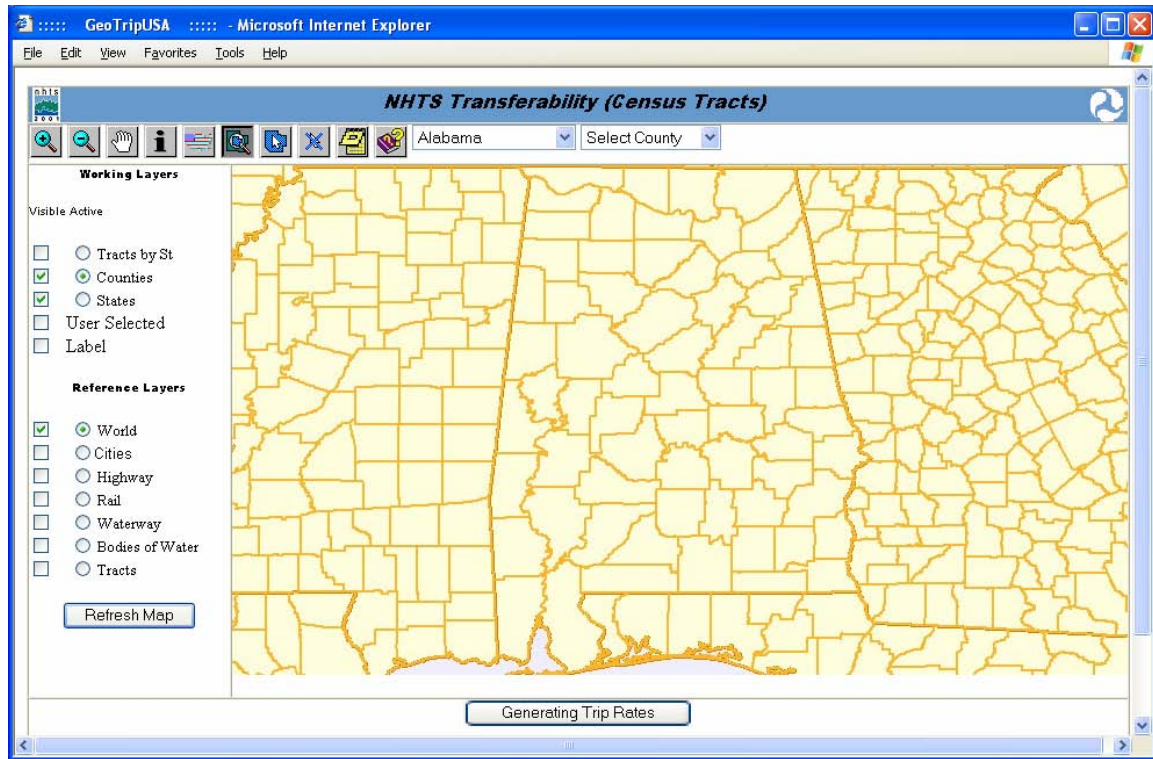 ::::: GeoTripUSA ::::: - Microsoft Internet Explorer
File Edit View Favorites Tools Help
nhts
2001
NHTS Transferability (Census Tracts)
i
Alabama
Select County
Working Layers
Visible Active
Tracts by St
Counties
States
User Selected
Label
Reference Layers
World
Cities
Highway
Rail
Waterway
Bodies of Water
Tracts
Refresh Map
Generating Trip Rates